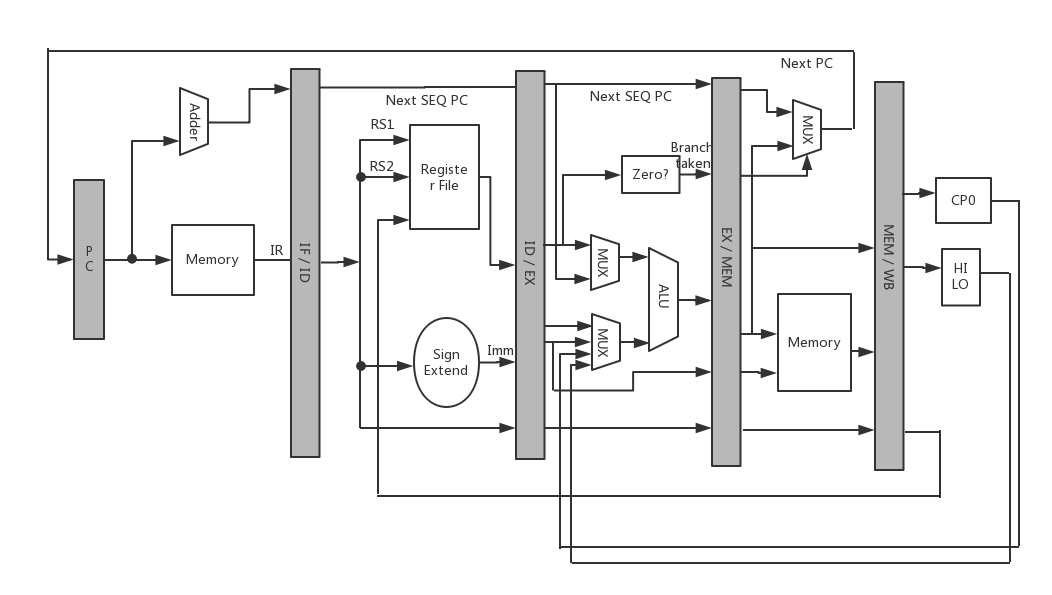 Next PC
Next SEQ PC
Next SEQ PC
Adder
RS1
RS2
Registe
r File
Branch
taken
Zero?
MUX
P
C
Memory
IR
IF / ID
ID / EX
MUX
ALU
EX / MEM
MEM / WB
CP0
HI
LO
Sign
Extend
Imm
MUX
Memory